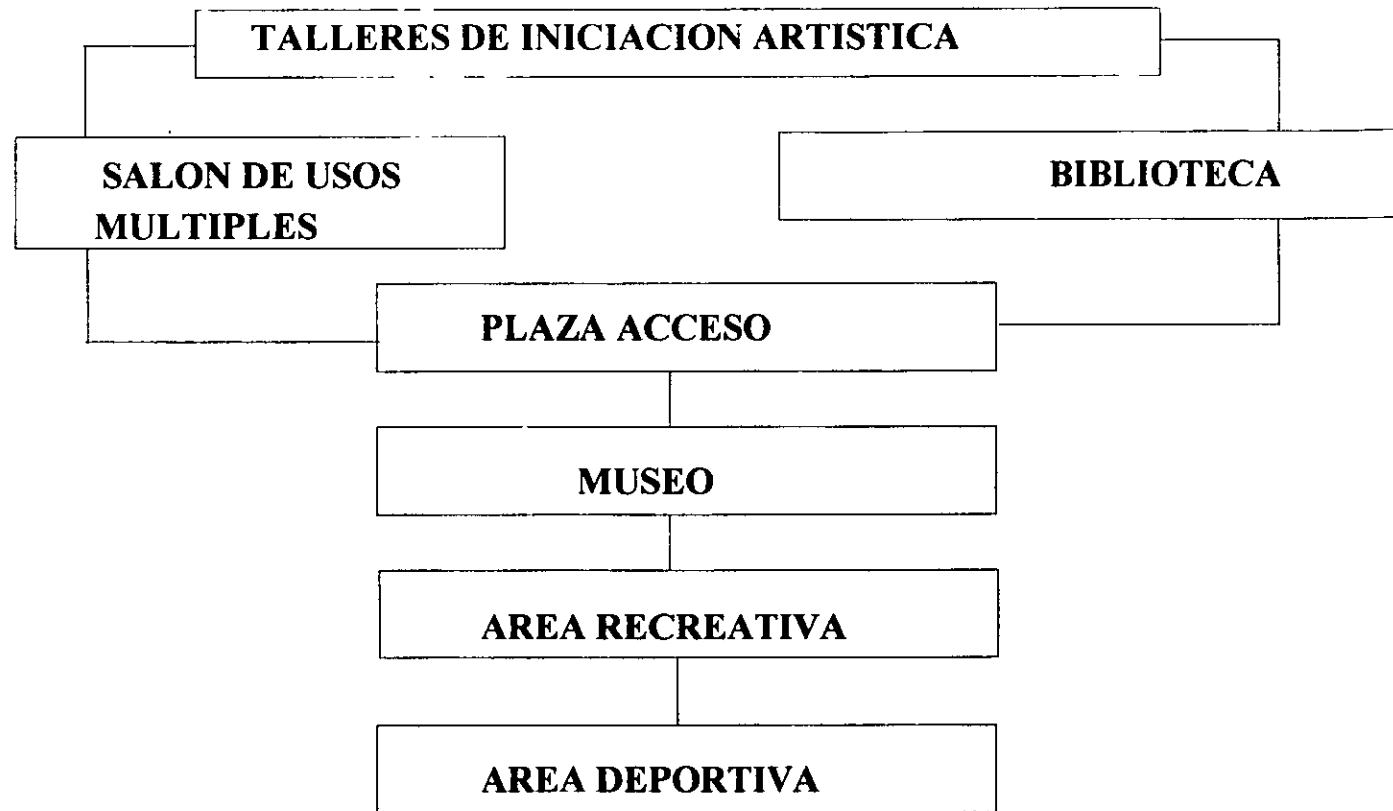 TALLERES DE INICIACION ARTISTICA
SALON DE USOS
MULTIPLES
BIBLIOTECA
PLAZA ACCESO
MUSEO
AREA RECREATIVA
AREA DEPORTIVA